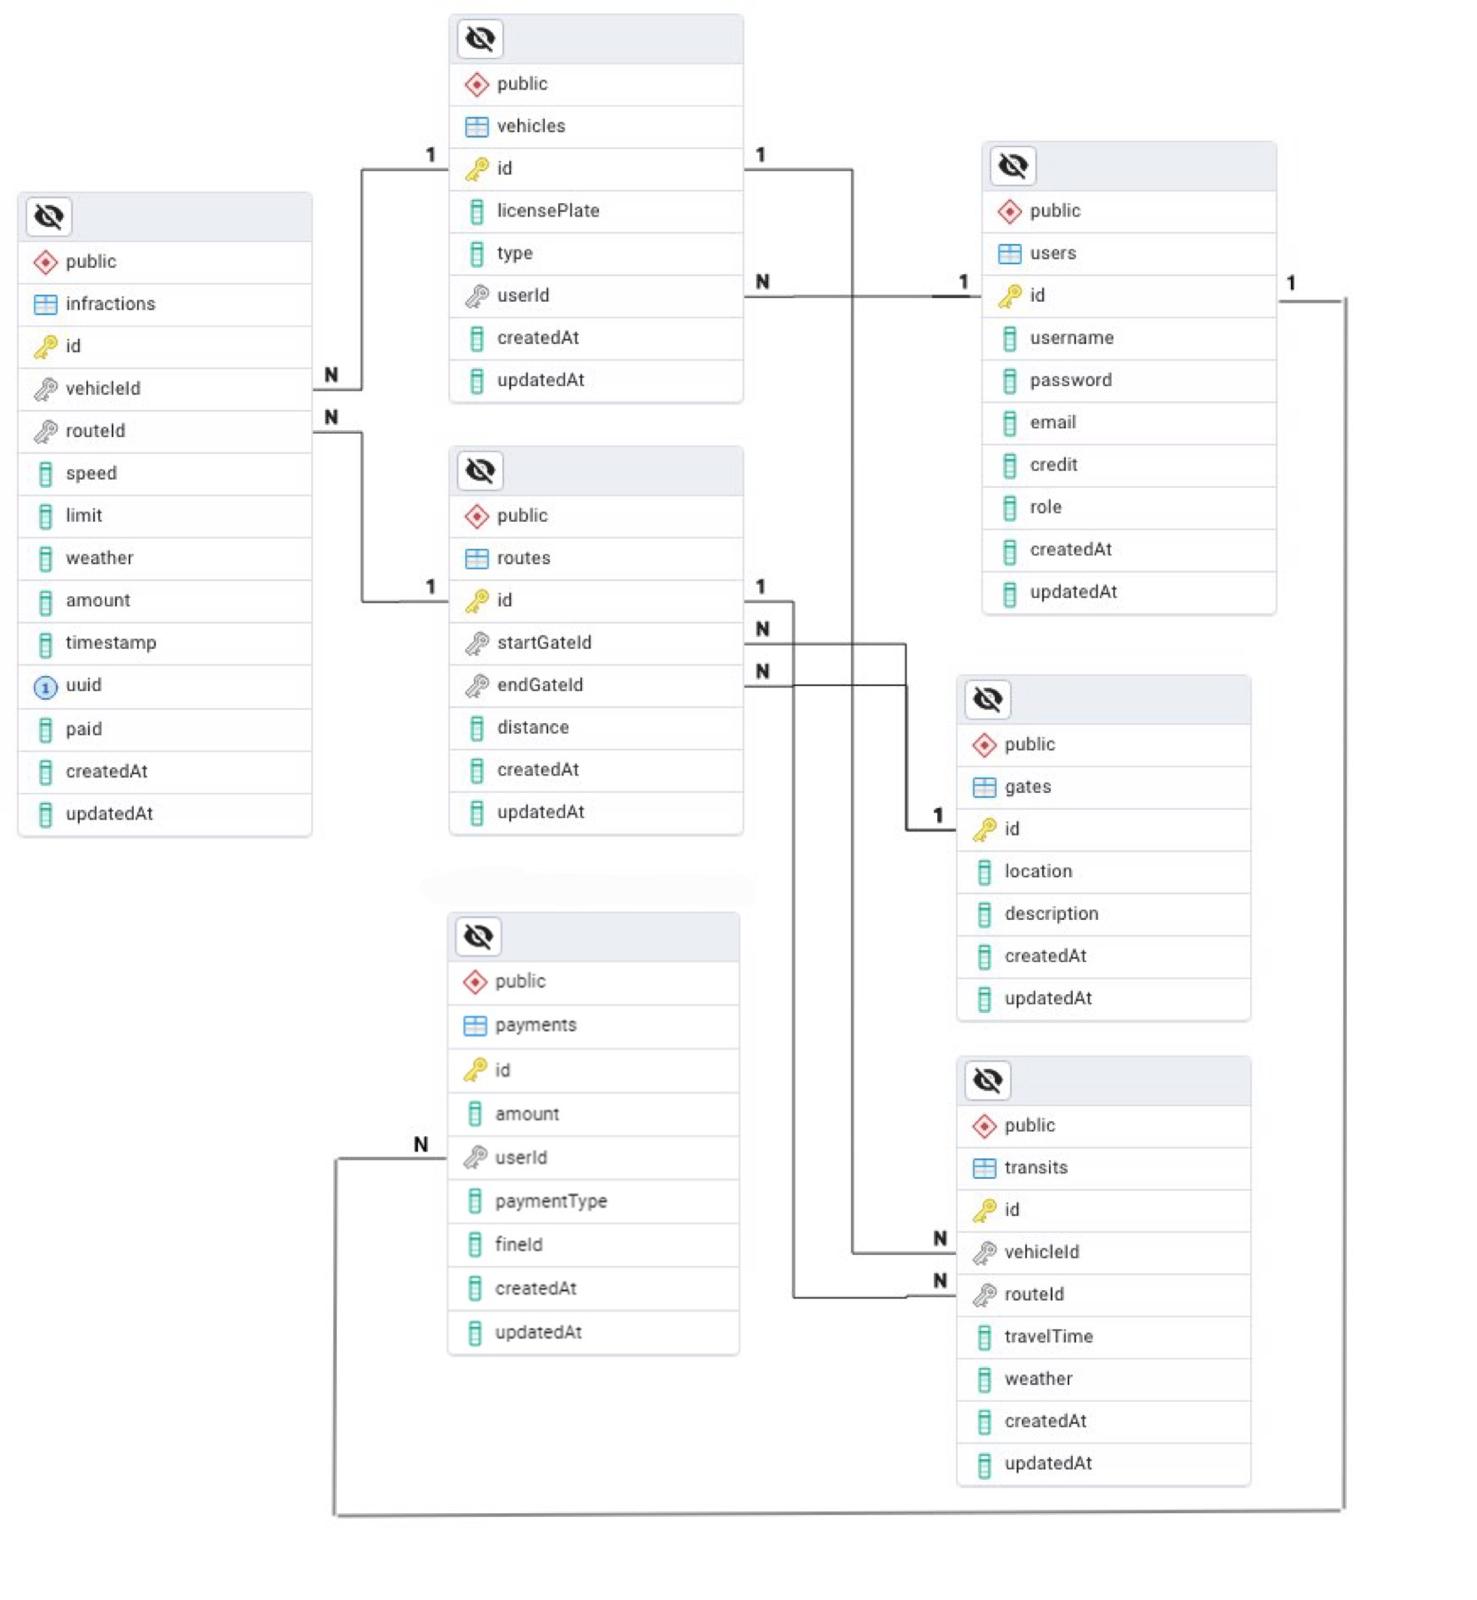 public
vehicles
id
licensePlate
type
userId
createdAt
updatedAt
1
1
N
public
users
id
username
password
email
credit
role
createdAt
updatedAt
1
1
public
infractions
id
vehicleId
routeId
speed
limit
weather
amount
timestamp
1
uuid
paid
createdAt
updatedAt
N
N
public
routes
id
startGateId
endGateId
distance
createdAt
updatedAt
1
1
N
N
public
gates
id
location
description
createdAt
updatedAt
1
public
payments
id
amount
userId
paymentType
fineId
createdAt
updatedAt
N
public
transits
id
vehicleId
routeId
travelTime
weather
createdAt
updatedAt
N
N